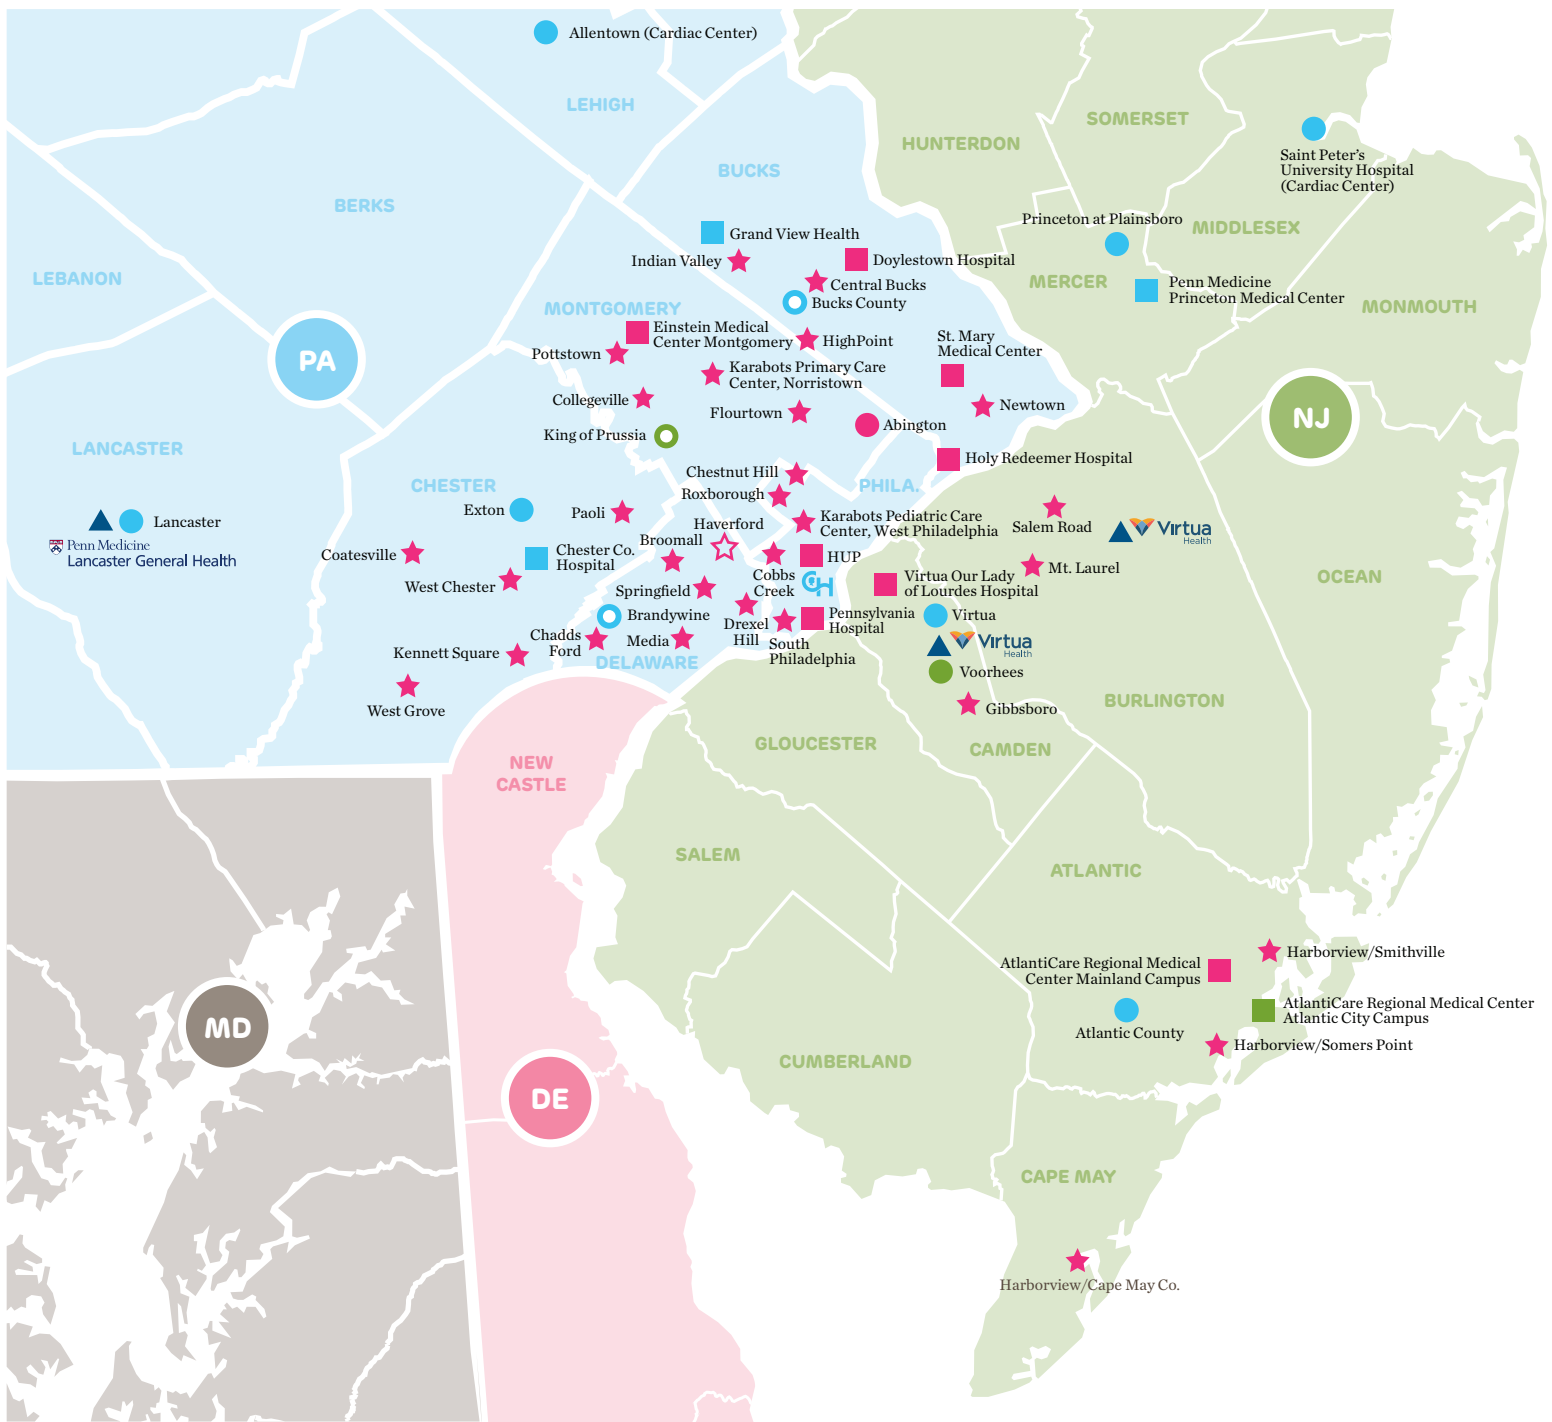 Allentown (Cardiac Center)
LEHIGH
SOMERSET
HUNTERDON
Saint Peter's
University Hospital
(Cardiac Center)
BUCKS
BERKS
Princeton at Plainsboro
MIDDLESEX
Grand View Health
Indian Valley
Doylestown Hospital
LEBANON
MERCER
Central Bucks
Bucks County
Penn Medicine
Princeton Medical Center
MONTGOMERY
MONMOUTH
Einstein Medical
Center Montgomery
HighPoint
St. Mary
Medical Center
Pottstown
PA
Karabots Primary Care
Center, Norristown
Collegeville
Flourtown
Newtown
NJ
Abington
King of Prussia
LANCASTER
Holy Redeemer Hospital
Chestnut Hill
CHESTER
PHILA.
Roxborough
Exton
Paoli
Lancaster
Haverford
Karabots Pediatric Care
Center, West Philadelphia
Salem Road
Virtua
Health
Penn Medicine
Lancaster General Health
Broomall
Coatesville
Chester Co.
Hospital
HUP
Mt. Laurel
OCEAN
West Chester
Cobbs
Creek
CH
Springfield
Virtua Our Lady
of Lourdes Hospital
Brandywine
Drexel
Hill
Pennsylvania
Hospital
Virtua
Chadds
Ford
Media
South
Philadelphia
Virtua
Health
Kennett Square
DELAWARE
Voorhees
West Grove
Gibbsboro
BURLINGTON
GLOUCESTER
CAMDEN
NEW
CASTLE
SALEM
ATLANTIC
Harborview/Smithville
AtlantiCare Regional Medical
Center Mainland Campus
AtlantiCare Regional Medical Center
Atlantic City Campus
MD
Atlantic County
Harborview/Somers Point
CUMBERLAND
DE
CAPE MAY
Harborview/Cape May Co.